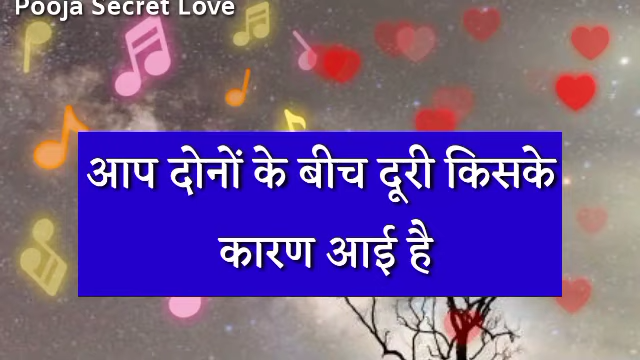 Pooja Secret Love
आप दोनों के बीच दूरी किसके
कारण आई है